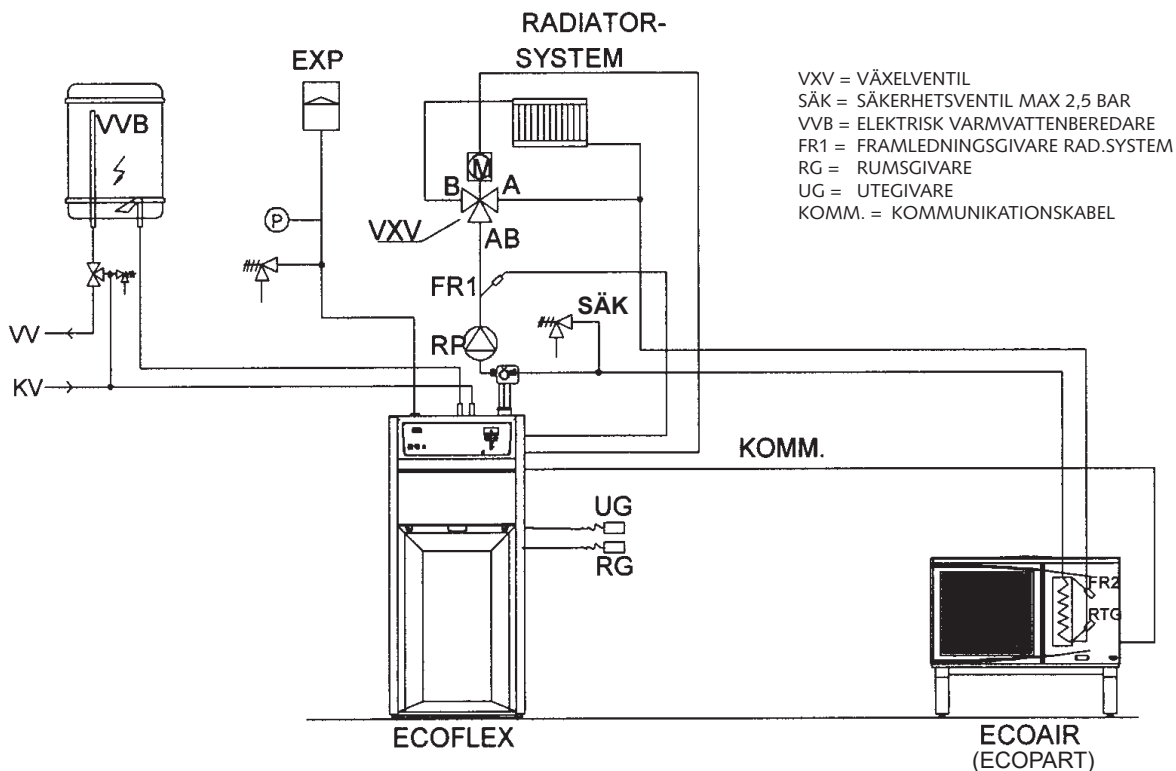 RADIATOR-
SYSTEM
EXP
VXV = VÄXELVENTIL
SÄK = SÄKERHETSVENTIL MAX 2,5 BAR
VVB = ELEKTRISK VARMVATTENBEREDARE
FR1 = FRAMLEDNINGSGIVARE RAD.SYSTEM
RG = RUMSGIVARE
UG = UTEGIVARE
KOMM. = KOMMUNIKATIONSKABEL
VVB
M
B
A
P
VXV
AB
FR1
SÄK
VV
RP
KV
KOMM.
UG
RG
FR2
RTG
ECOFLEX
ECOAIR
(ECOPART)